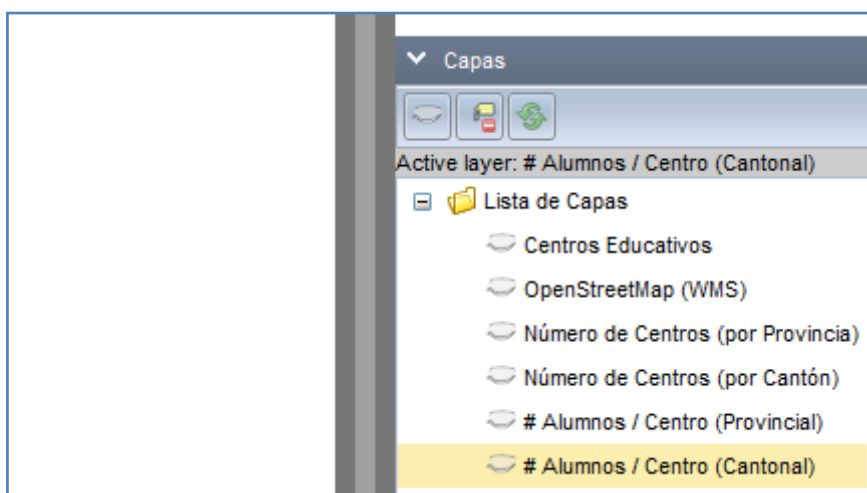 Capas
Active layer: # Alumnos / Centro (Cantonal)
Lista de Capas
Centros Educativos
OpenStreetMap (WMS)
Número de Centros (por Provincia)
Número de Centros (por Cantón)
# Alumnos / Centro (Provincial)
# Alumnos / Centro (Cantonal)